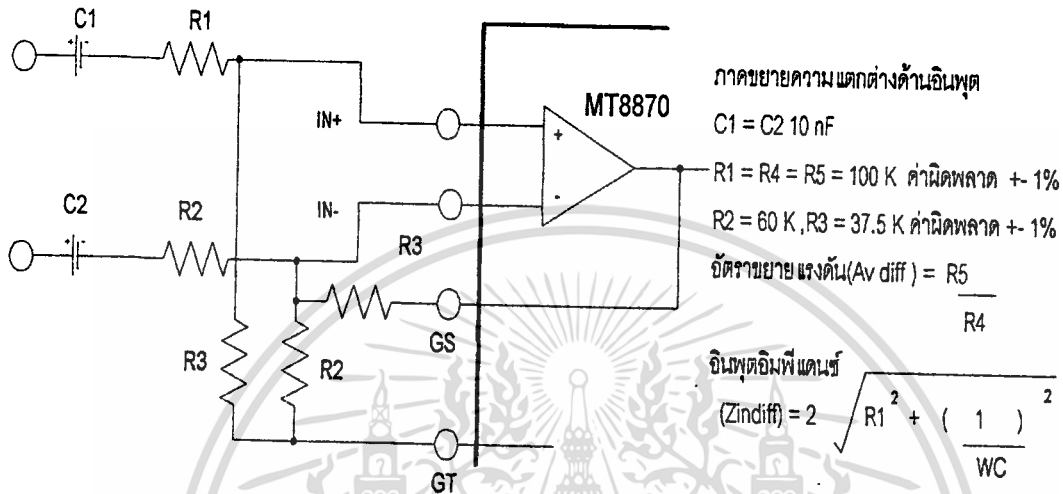 C1
R1
IN+
MT8870
C2
R2
IN-
R3
R3
R2
GS
GT
ภาคขยายความแตกต่างด้านอินพุต
C1 = C2 10 nF
R1 = R4 = R5 = 100 K ค่าผิดพลาด +- 1%
R2 = 60 K ,R3 = 37.5 K ค่าผิดพลาด +- 1%
อัตราขยายแรงดัน(Av diff ) = R5
R4
อินพุตอิมพีแดนซ์
(Zindiff) = 2 √ R1 2 + ( 1 ) 2
WC
+
-